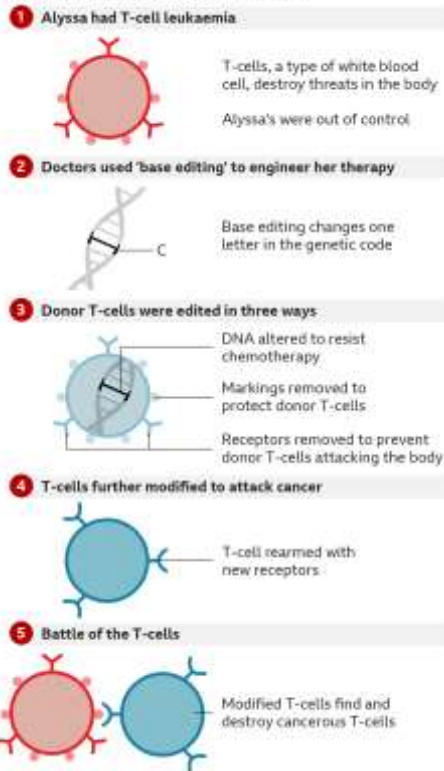 1 Alyssa had T-cell leukaemia
T-cells, a type of white blood
cell, destroy threats in the body
Alyssa's were out of control
2 Doctors used 'base editing' to engineer her therapy
C
Base editing changes one
letter in the genetic code
3 Donor T-cells were edited in three ways
DNA altered to resist
chemotherapy
Markings removed to
protect donor T-cells
Receptors removed to prevent
donor T-cells attacking the body
4 T-cells further modified to attack cancer
T-cell rearmed with
new receptors
5 Battle of the T-cells
Modified T-cells find and
destroy cancerous T-cells